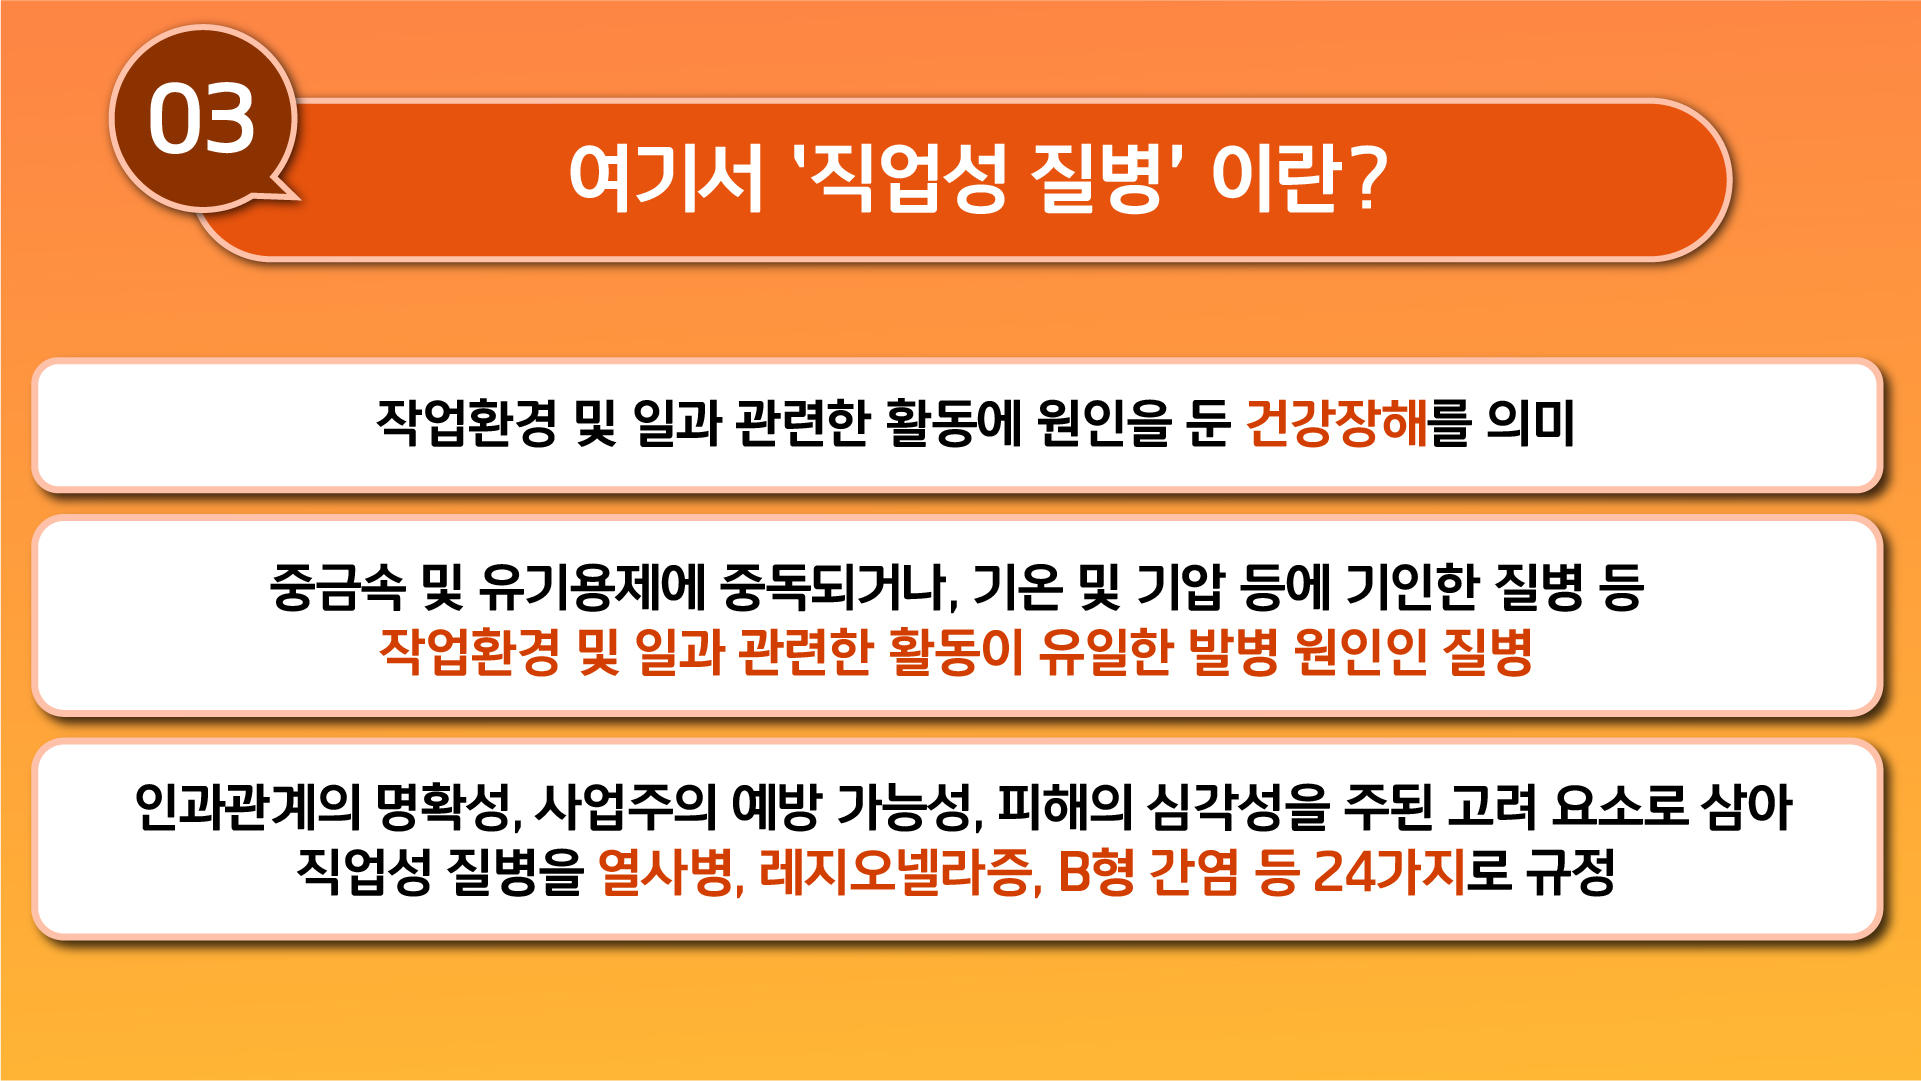 03
여기서 '직업성 질병' 이란?
작업환경 및 일과 관련한 활동에 원인을 둔 건강장해를 의미
중금속 및 유기용제에 중독되거나, 기온 및 기압 등에 기인한 질병 등
작업환경 및 일과 관련한 활동이 유일한 발병 원인인 질병
인과관계의 명확성, 사업주의 예방 가능성, 피해의 심각성을 주된 고려 요소로 삼아
직업성 질병을 열사병, 레지오넬라증, B형 간염 등 24가지로 규정